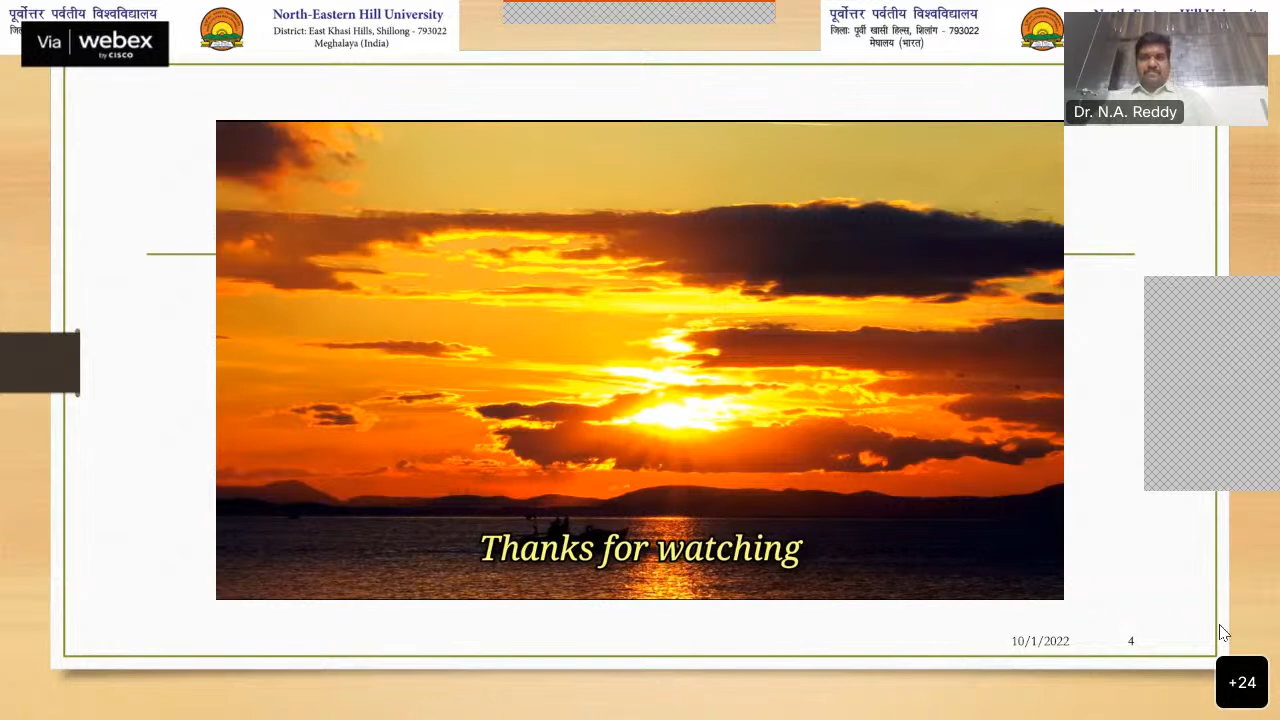 पूर्वोत्तर पर्वतीय विश्वविद्यालय
North-Eastern Hill University
District: East Khasi Hills, Shillong - 793022
Meghalaya (India)
पूर्वोत्तर पर्वतीय विश्वविद्यालय
जिलाः पूर्वी खासी हिल्स, शिलांग - 793022
मेघालय (भारत)
Via webex
by CISCO
Dr. N.A. Reddy
Thanks for watching
10/1/2022 4
+24